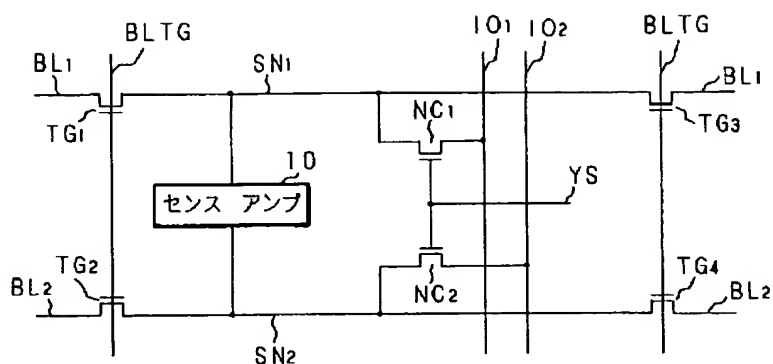 BLTG
IO1
IO2
BLTG
BL1
SN1
BL1
TG1
NC1
TG3
10
YS
センス アンプ
TG2
NC2
TG4
BL2
BL2
SN2